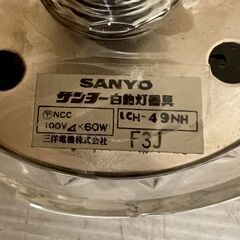 SANYO
サンヨー白熱灯器具
〒NCC LCH-49NH
100V 4×60W
三洋電機株式会社 F3J